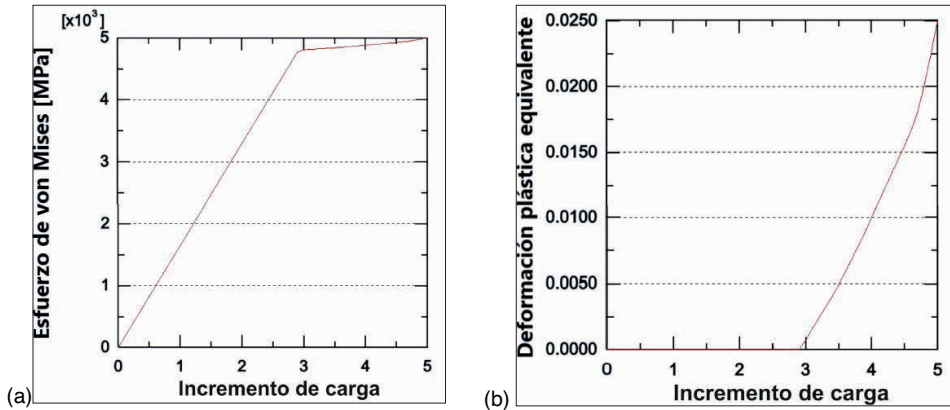 [x10³]
Esfuerzo de von Mises [MPa]
5
4
3
2
1
0
0 1 2 3 4 5
Incremento de carga
(a)
Deformación plástica equivalente
0.0250
0.0200
0.0150
0.0100
0.0050
0.0000
0 1 2 3 4 5
Incremento de carga
(b)